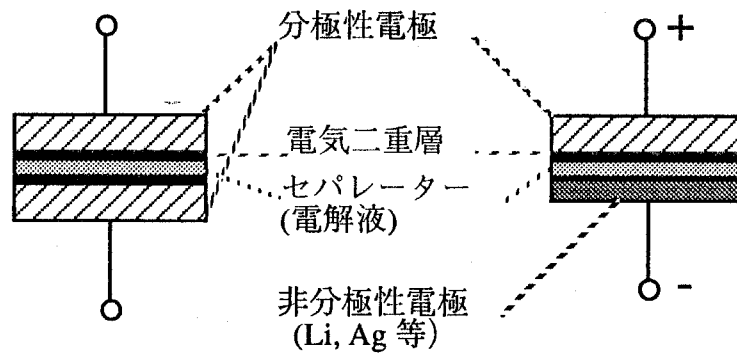 分極性電極
+
電気二重層
セパレーター
(電解液)
-
非分極性電極
(Li, Ag 等)